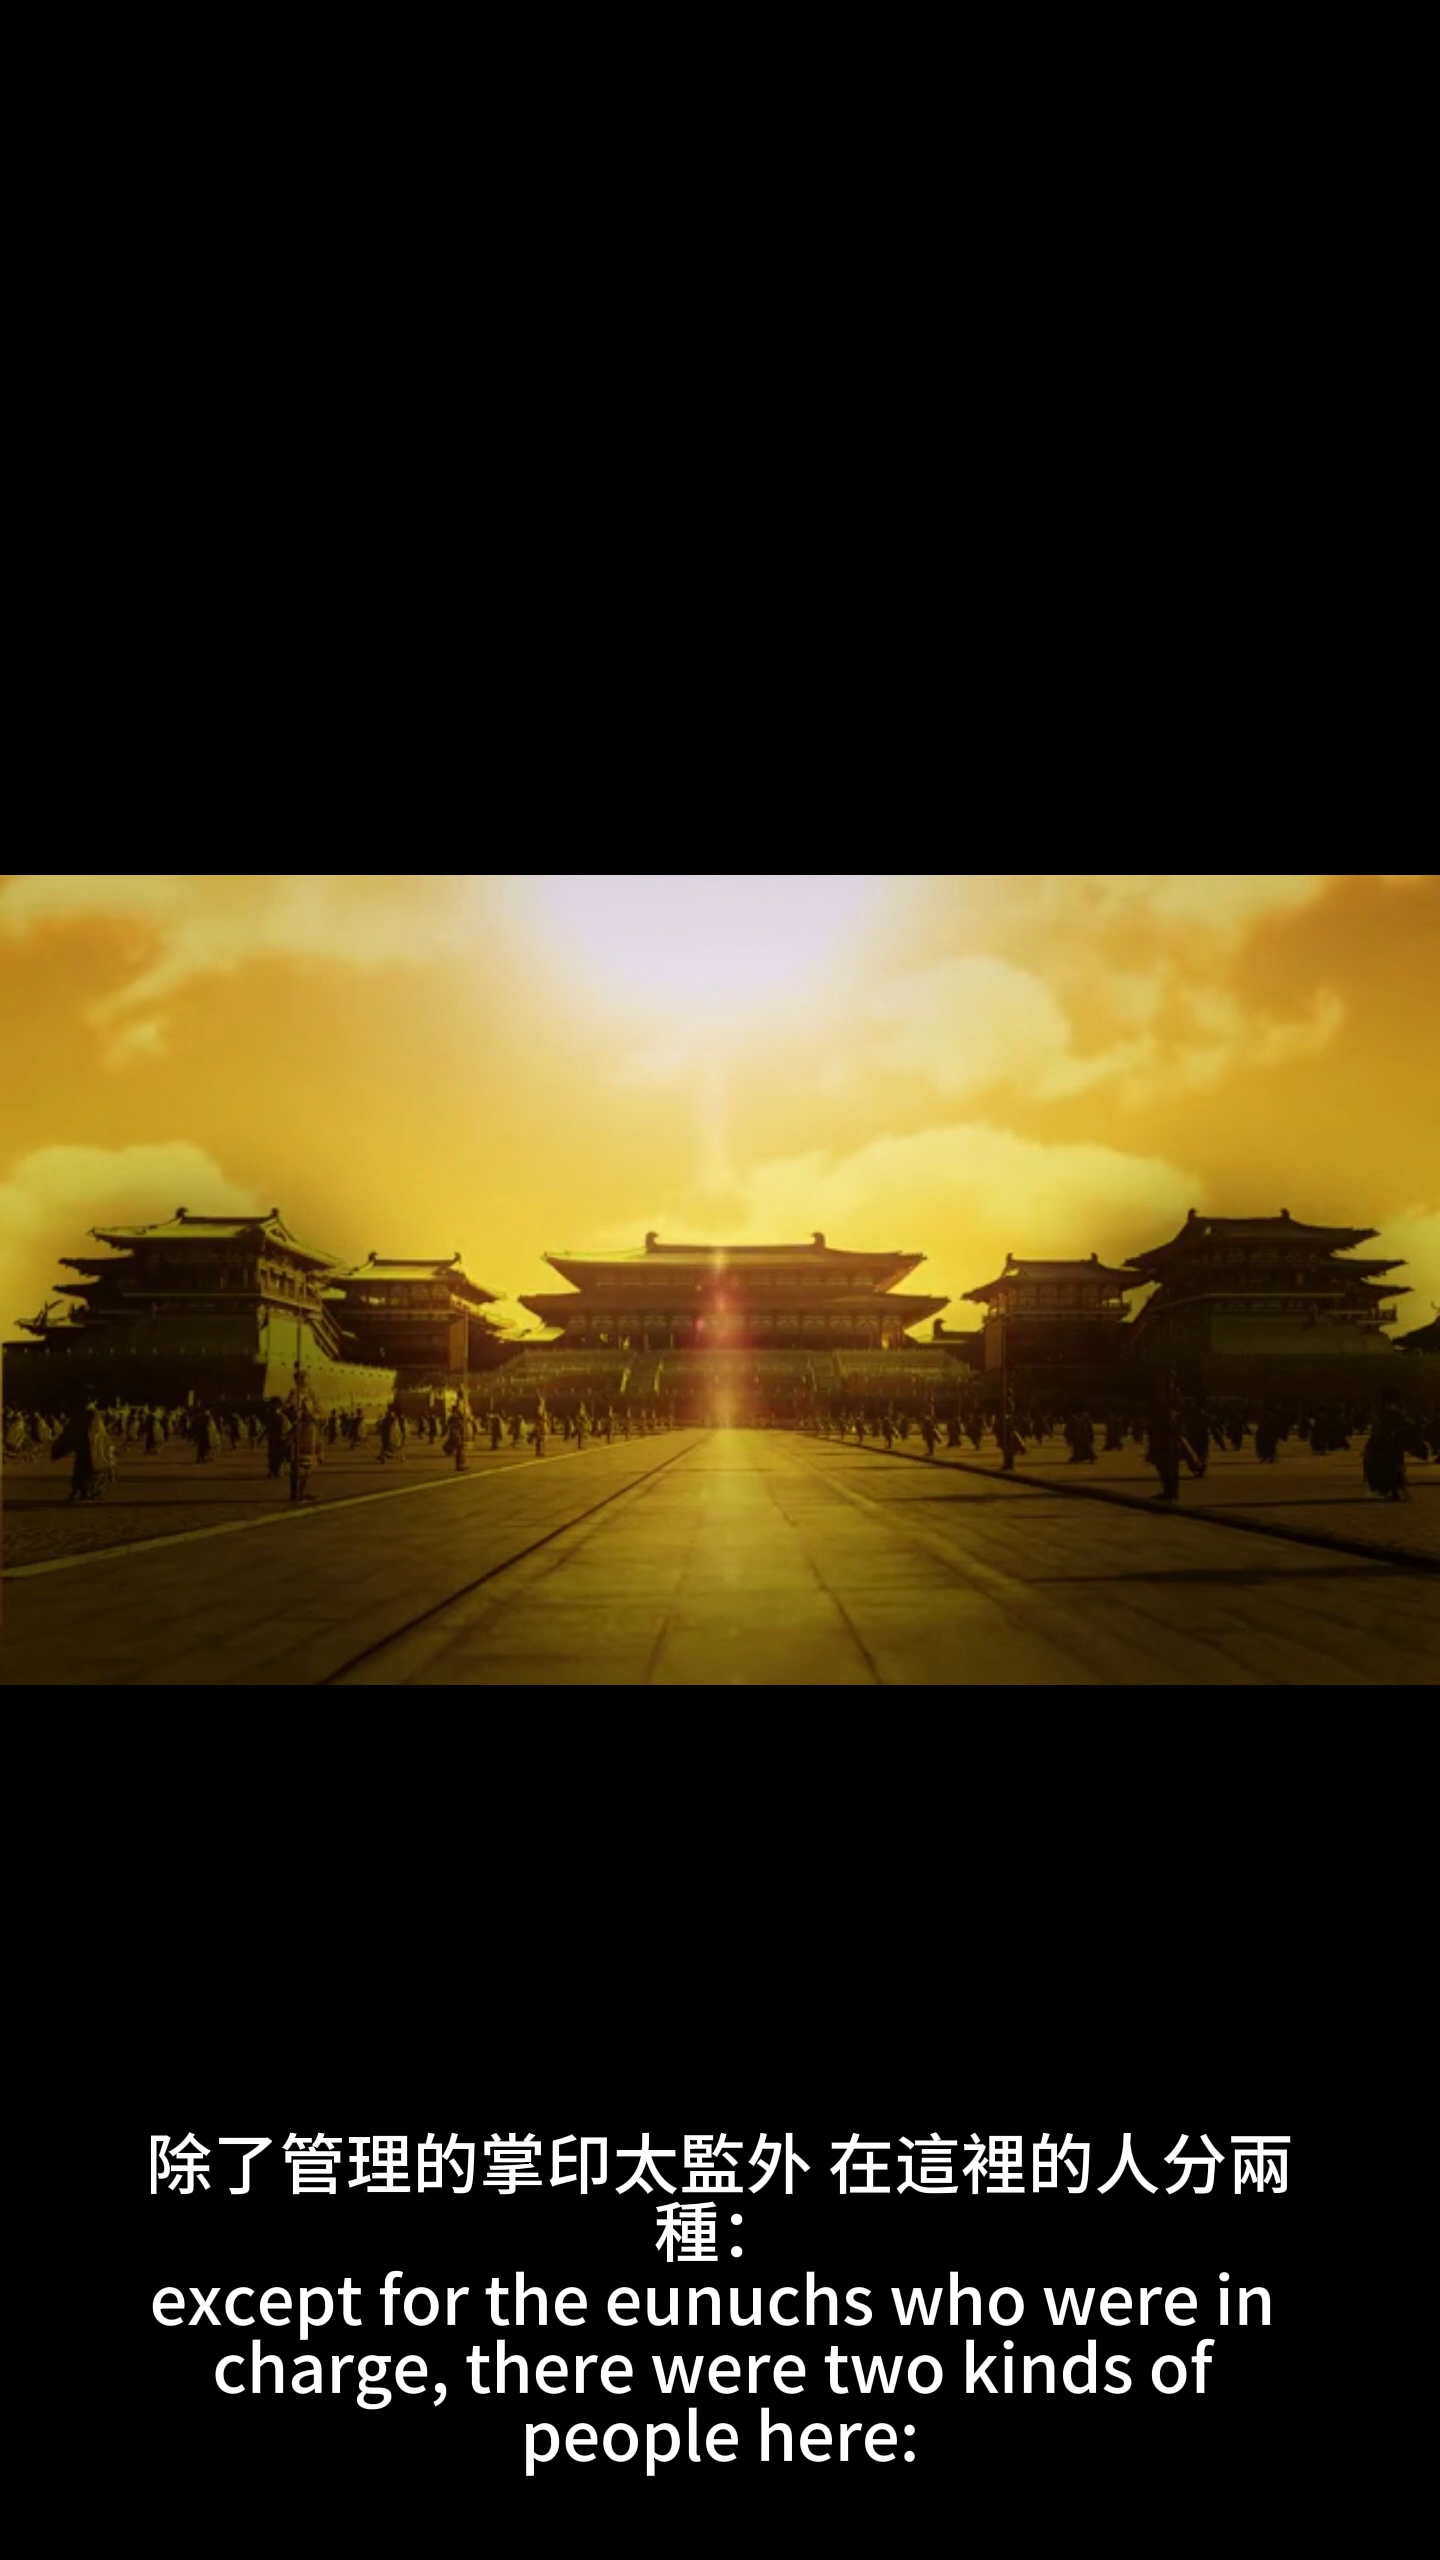 除了管理的掌印太監外 在這裡的人分兩
種：
except for the eunuchs who were in
charge, there were two kinds of
people here: